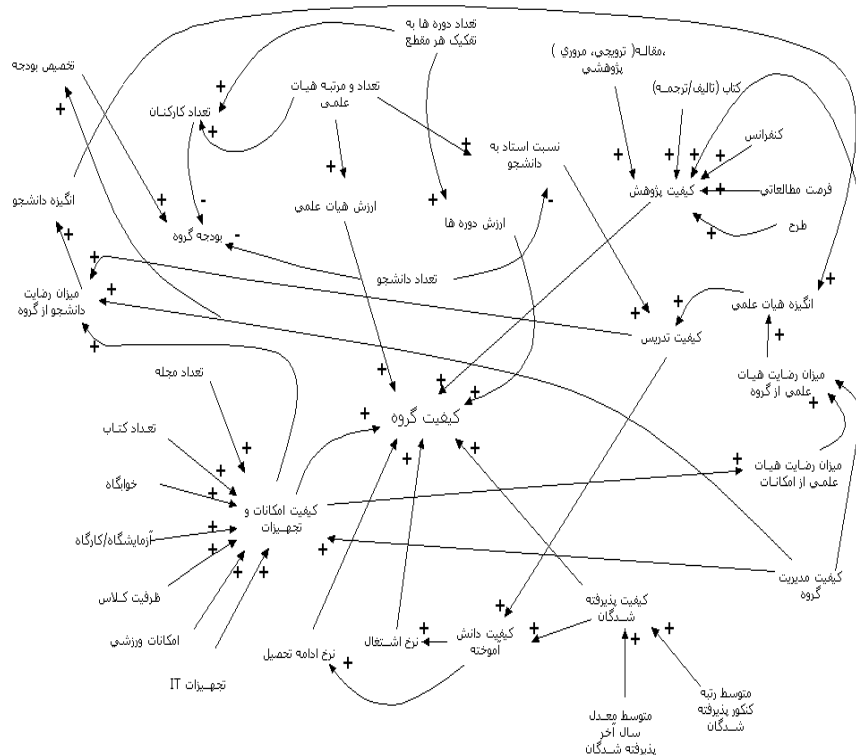 تعداد دوره ها به
تفکیک هر مقطع
مقاله( ترویجی، مروري )،
پژوهشي
تخصیص بودجه
تعداد و مرتبه هیات
علمی
کتاب (تالیف/ترجمه)
تعداد کارکنان
کنفرانس
نسبت استاد به
دانشجو
فرصت مطالعاتي
کیفیت پژوهش
انگیزه دانشجو
ارزش هیات علمی
ارزش دوره ها
طرح
بودجه گروه
تعداد دانشجو
میزان رضایت
دانشجو از گروه
انگیزه هیات علمی
کیفیت تدریس
تعداد مجله
میزان رضایت هیات
علمی از گروه
کیفیت گروه
تعداد کتاب
میزان رضایت هیات
علمی از امکانات
خوابگاه
کیفیت امکانات و
تجهیزات
آزمایشگاه/کارگاه
کیفیت مدیریت
گروه
ظرفیت کلاس
کیفیت پذیرفته
شدگان
امکانات ورزشي
نرخ ادامه تحصیل
نرخ اشتغال
کیفیت دانش
آموخته
تجهیزات IT
متوسط رتبه
کنکور پذیرفته
شدگان
متوسط معدل
سال آخر
پذیرفته شدگان